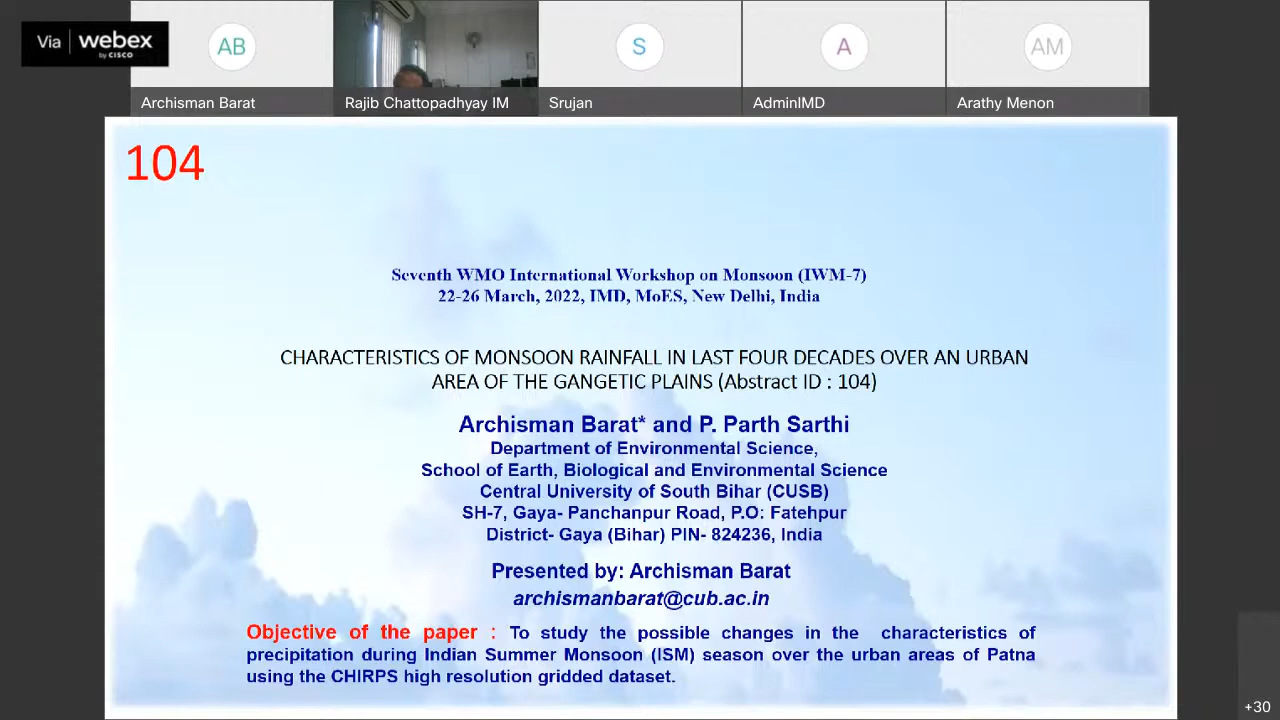 Via webex
by CISCO
AB
S
A
AM
Archisman Barat
Rajib Chattopadhyay IM
Srujan
AdminIMD
Arathy Menon
104
Seventh WMO International Workshop on Monsoon (IWM-7)
22-26 March, 2022, IMD, MoES, New Delhi, India
CHARACTERISTICS OF MONSOON RAINFALL IN LAST FOUR DECADES OVER AN URBAN
AREA OF THE GANGETIC PLAINS (Abstract ID : 104)
Archisman Barat* and P. Parth Sarthi
Department of Environmental Science,
School of Earth, Biological and Environmental Science
Central University of South Bihar (CUSB)
SH-7, Gaya- Panchanpur Road, P.O: Fatehpur
District- Gaya (Bihar) PIN- 824236, India
Presented by: Archisman Barat
archismanbarat@cub.ac.in
Objective of the paper : To study the possible changes in the characteristics of
precipitation during Indian Summer Monsoon (ISM) season over the urban areas of Patna
using the CHIRPS high resolution gridded dataset.
+30